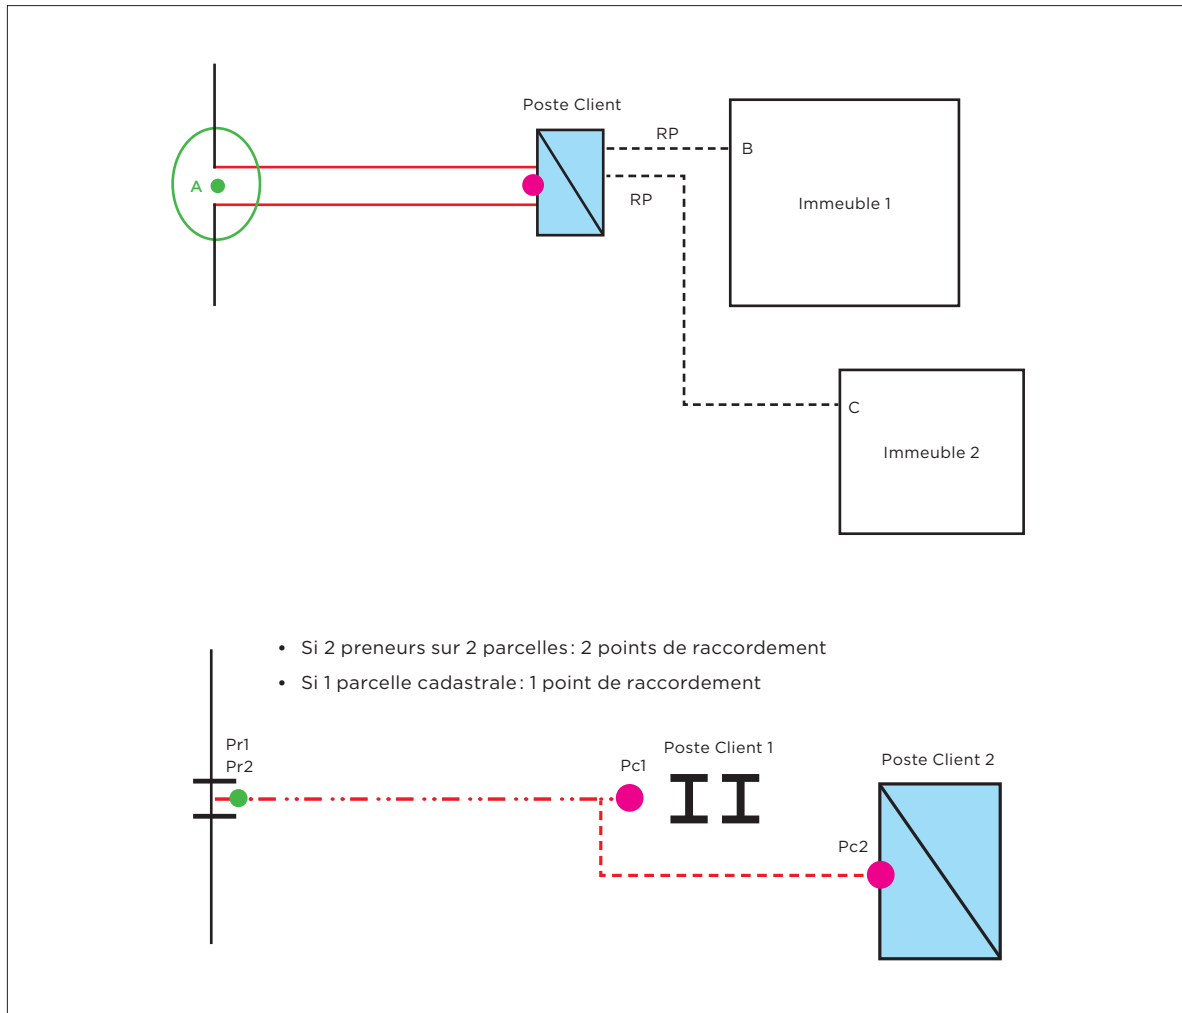 Poste Client
RP
A
B
RP
Immeuble 1
C
Immeuble 2
• Si 2 preneurs sur 2 parcelles : 2 points de raccordement
• Si 1 parcelle cadastrale : 1 point de raccordement
Pr1
Pr2
Pc1
Poste Client 1
Poste Client 2
Pc2